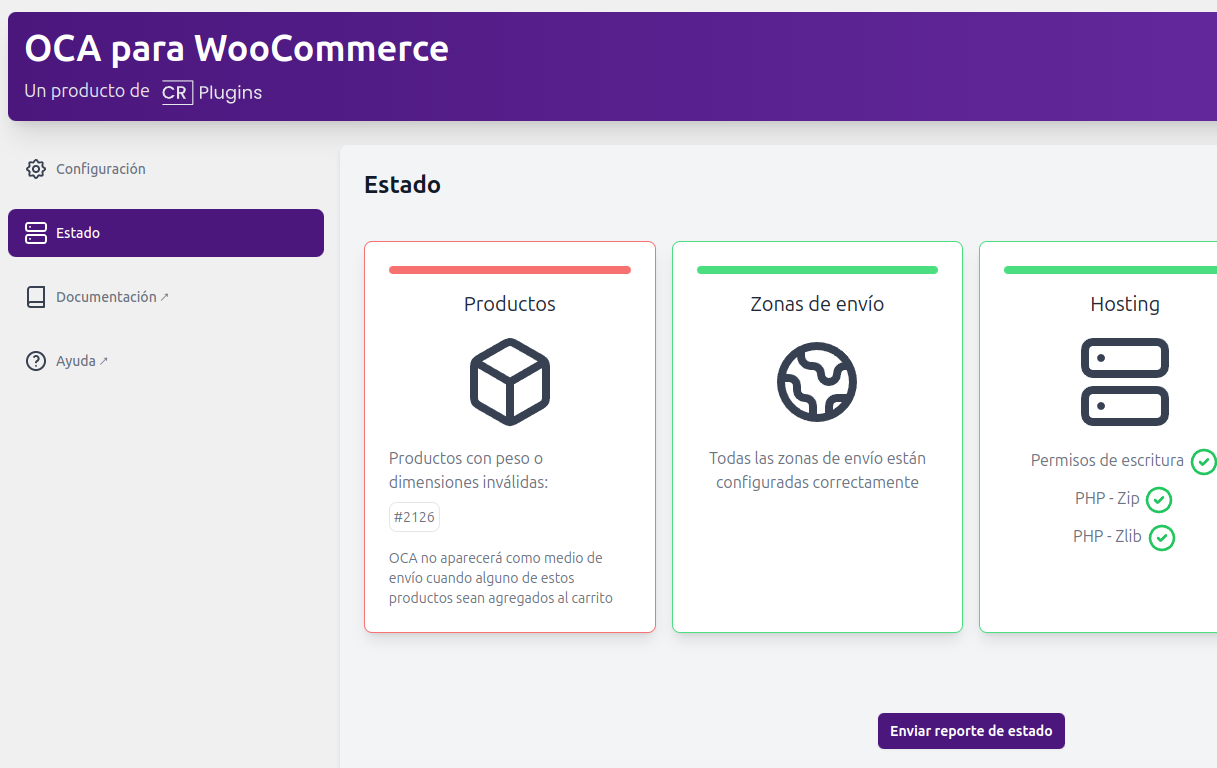 OCA para WooCommerce
Un producto de CR Plugins
Configuración
Estado
Documentación ↗
Ayuda ↗
Estado
Productos
Productos con peso o
dimensiones inválidas:
#2126
OCA no aparecerá como medio de
envío cuando alguno de estos
productos sean agregados al carrito
Zonas de envío
Todas las zonas de envío están
configuradas correctamente
Hosting
Permisos de escritura
PHP - Zip
PHP - Zlib
Enviar reporte de estado